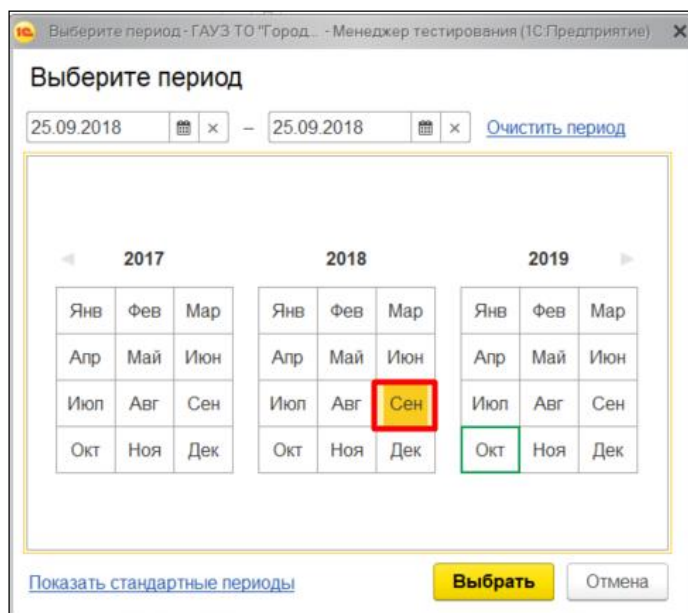 1С Выберите период - ГАУЗ ТО "Город... - Менеджер тестирования (1С:Предприятие) ×
Выберите период
25.09.2018 × – 25.09.2018 × Очистить период
2017 2018 2019
Янв Фев Мар Янв Фев Мар Янв Фев Мар
Апр Май Июн Апр Май Июн Апр Май Июн
Июл Авг Сен Июл Авг Сен Июл Авг Сен
Окт Ноя Дек Окт Ноя Дек Окт Ноя Дек
Показать стандартные периоды Выбрать Отмена